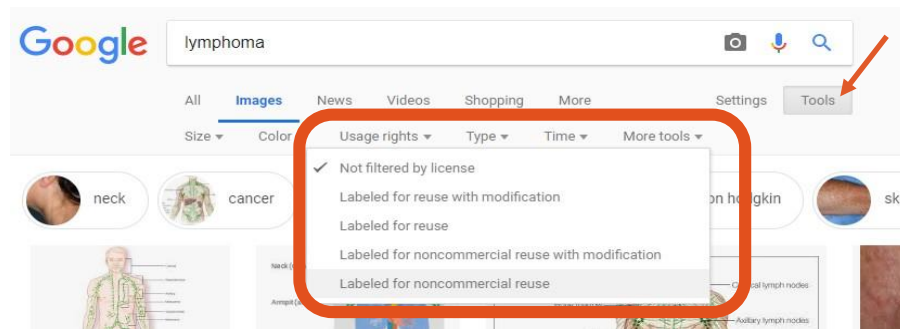 Google
lymphoma
All Images News Videos Shopping More Settings Tools
Size Color Usage rights Type Time More tools
Not filtered by license
Labeled for reuse with modification
Labeled for reuse
Labeled for noncommercial reuse with modification
Labeled for noncommercial reuse
neck cancer
Neck
Armpit
lymph nodes
Axillary lymph nodes